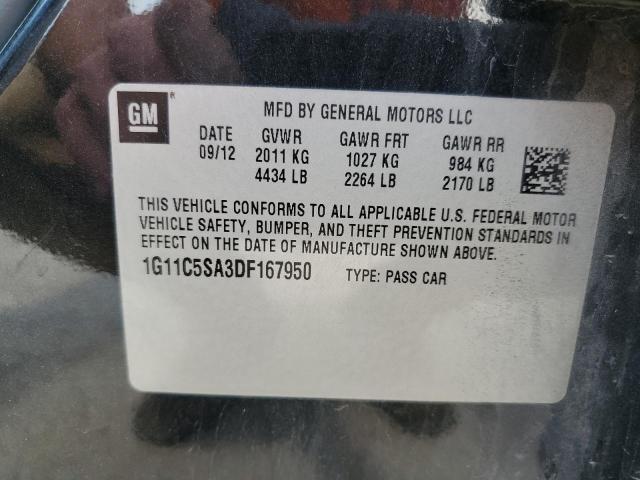 GM®
MFD BY GENERAL MOTORS LLC
DATE GVWR GAWR FRT GAWR RR
09/12 2011 KG 1027 KG 984 KG
4434 LB 2264 LB 2170 LB
THIS VEHICLE CONFORMS TO ALL APPLICABLE U.S. FEDERAL MOTOR
VEHICLE SAFETY, BUMPER, AND THEFT PREVENTION STANDARDS IN
EFFECT ON THE DATE OF MANUFACTURE SHOWN ABOVE.
1G11C5SA3DF167950 TYPE: PASS CAR